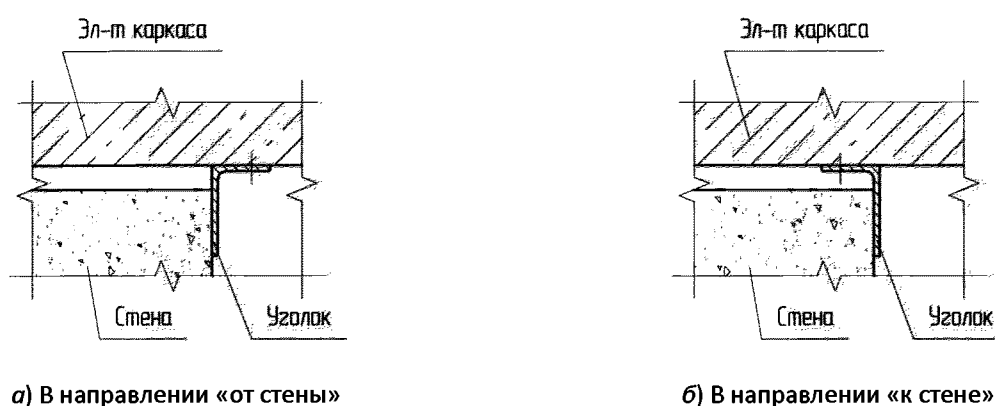 Эл-т каркаса
Эл-т каркаса
Стена
Уголок
Стена
Уголок
а) В направлении «от стены»
б) В направлении «к стене»